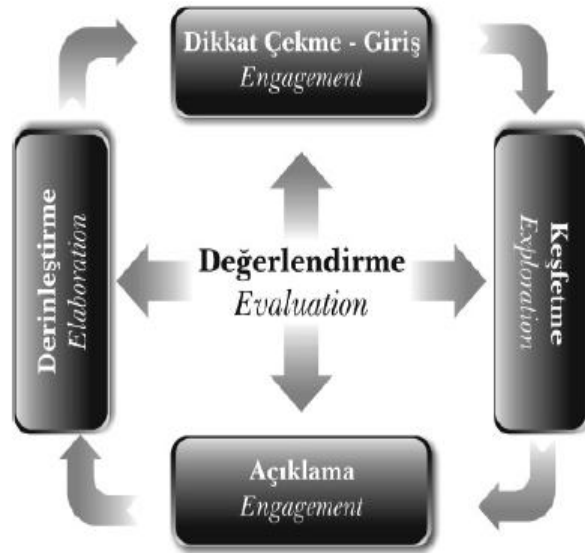 Dikkat Çekme - Giriş
Engagement
Keşfetme
Exploration
Değerlendirme
Evaluation
Derinleştirme
Elaboration
Açıklama
Engagement